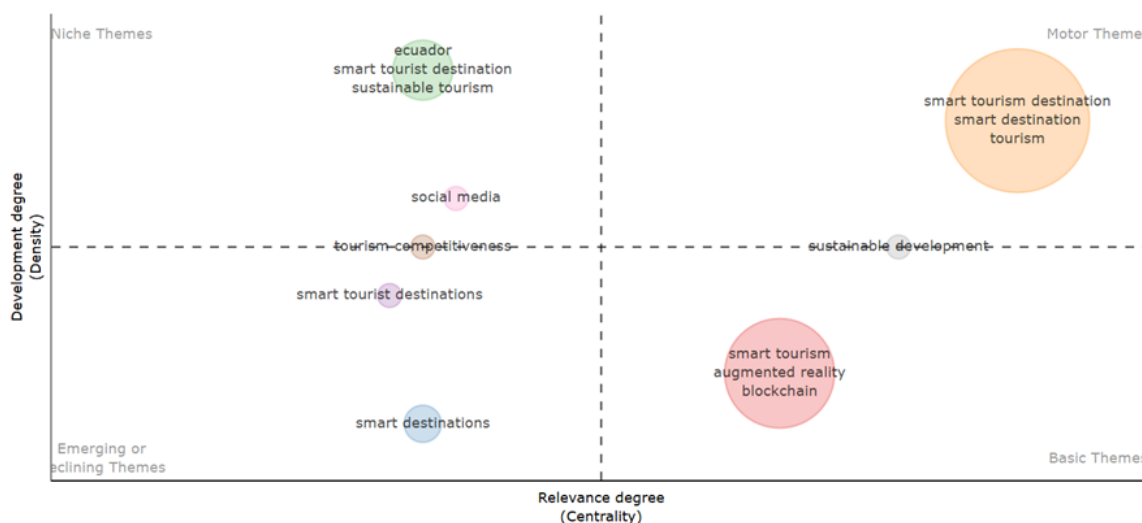 Niche Themes
Motor Theme
ecuador
smart tourist destination
sustainable tourism
smart tourism destination
smart destination
tourism
social media
tourism competitiveness
sustainable development
smart tourist destinations
smart tourism
augmented reality
blockchain
smart destinations
Emerging or
eclining Themes
Basic Themes
Development degree
(Density)
Relevance degree
(Centrality)